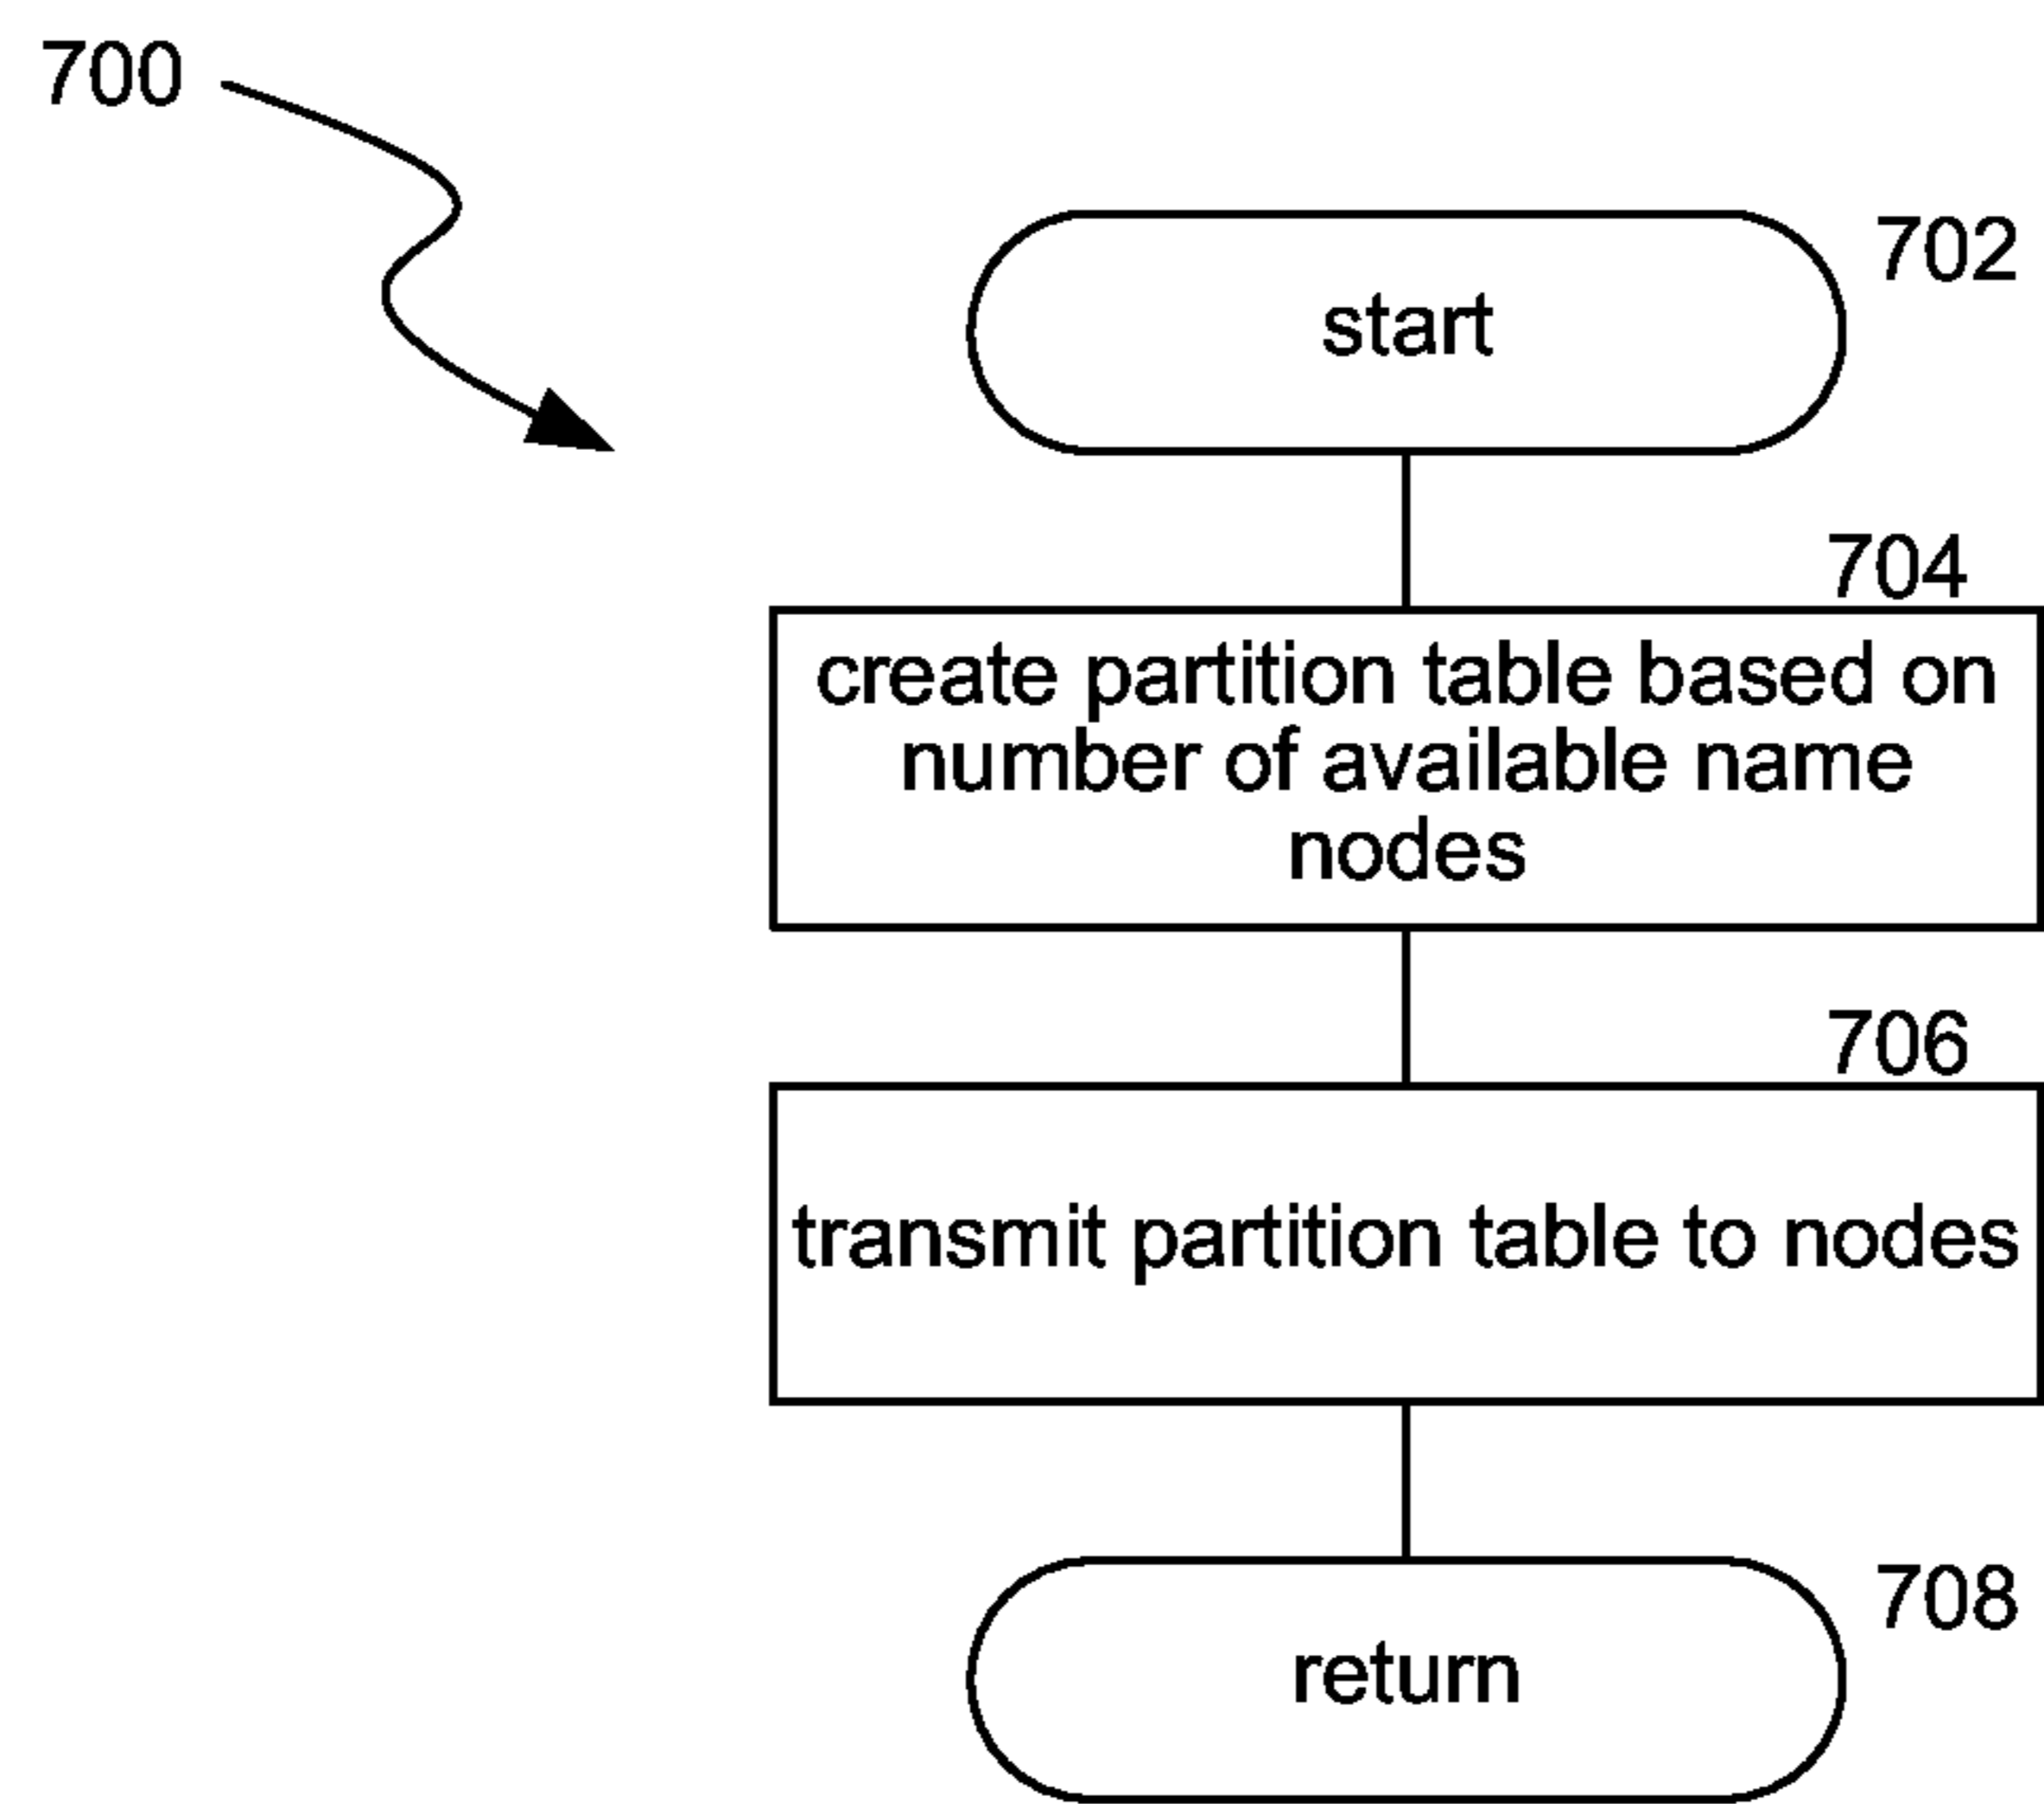 700
702
start
704
create partition table based on
number of available name
nodes
706
transmit partition table to nodes
708
return